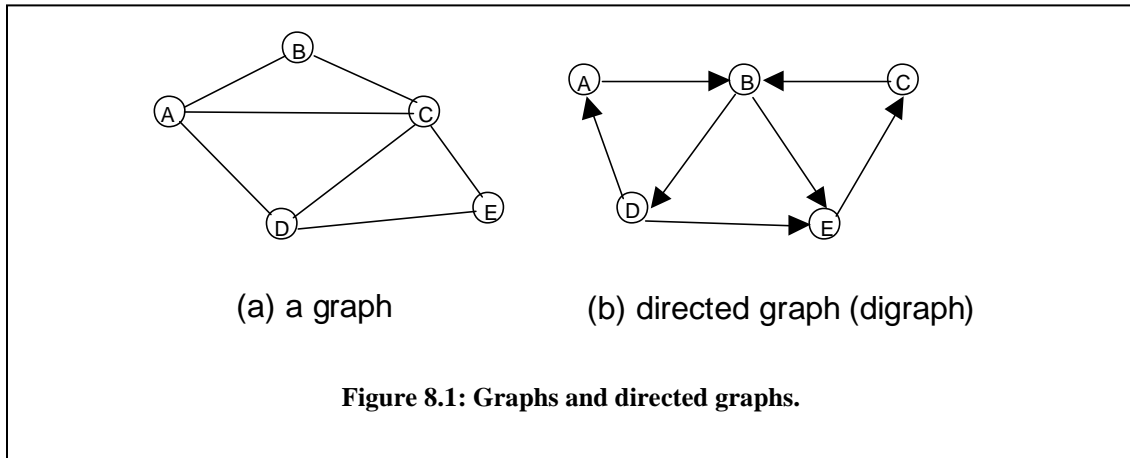 B
A
C
D
E
(a) a graph
A
B
C
D
E
(b) directed graph (digraph)
Figure 8.1: Graphs and directed graphs.